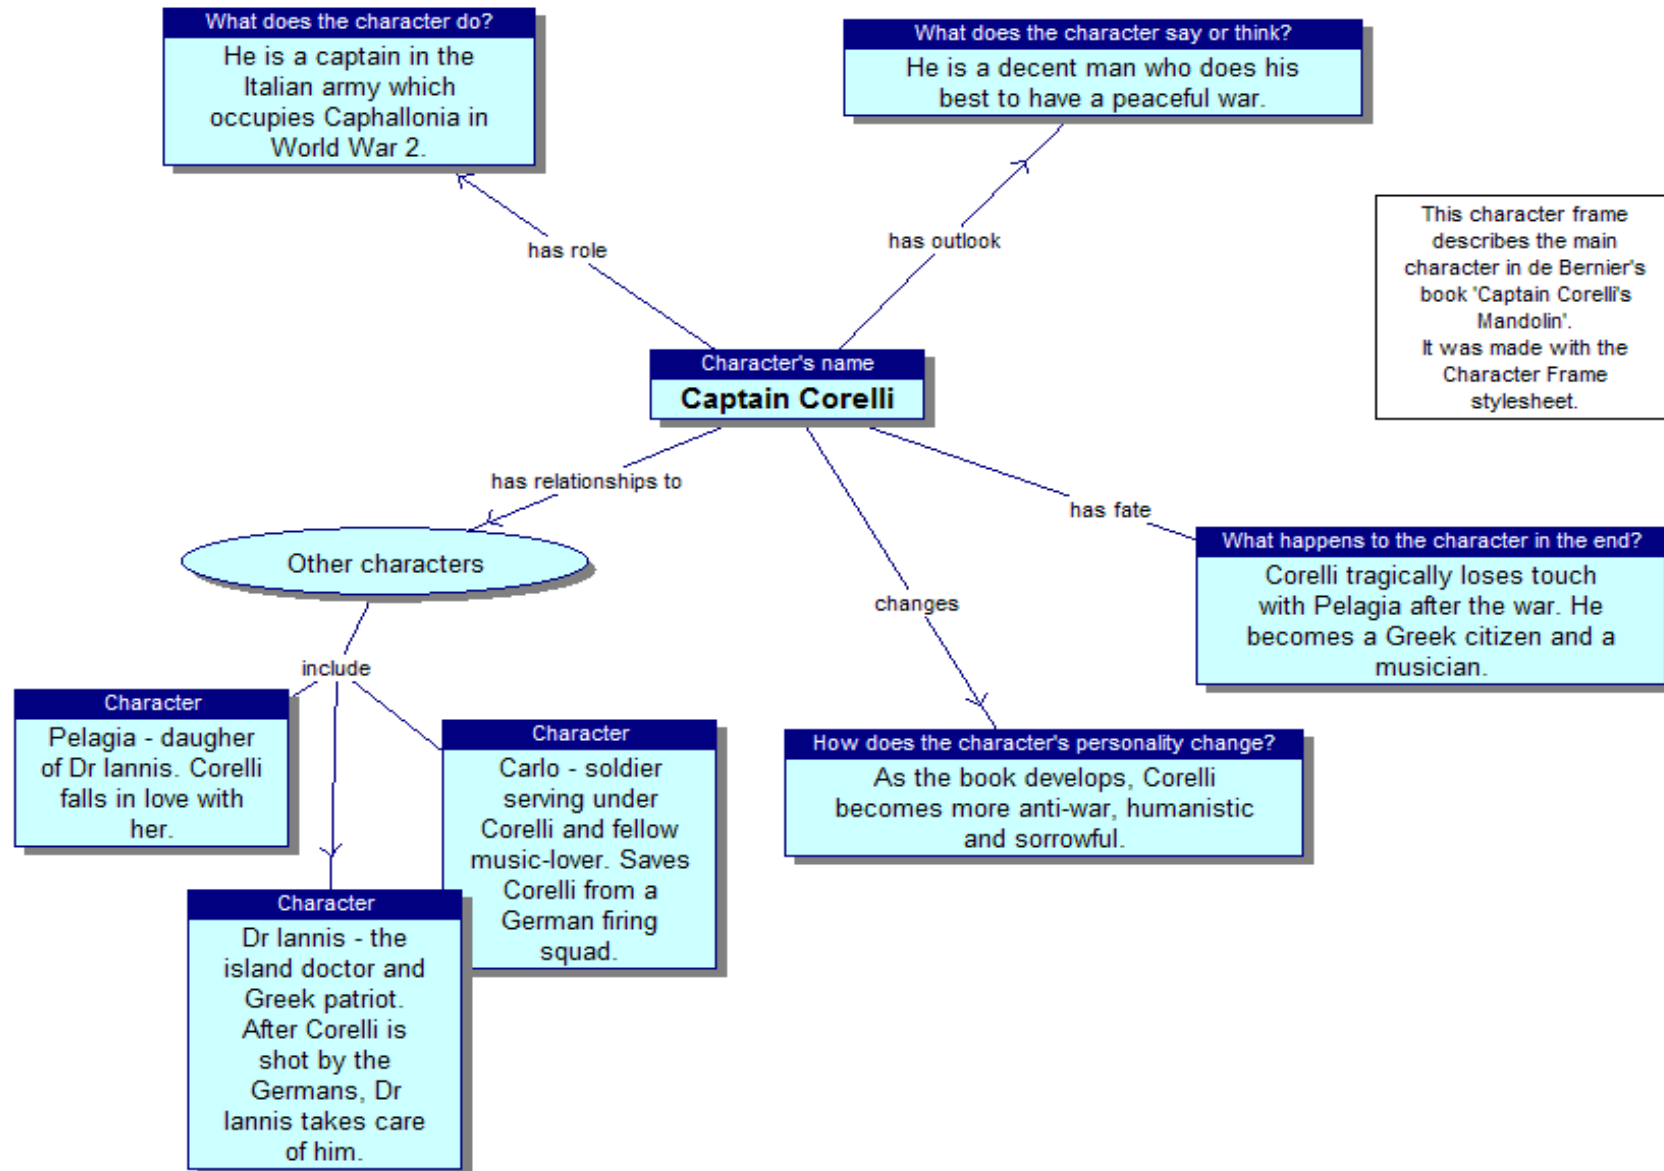 What does the character do?
He is a captain in the
Italian army which
occupies Caphallonia in
World War 2.
What does the character say or think?
He is a decent man who does his
best to have a peaceful war.
has role
has outlook
This character frame
describes the main
character in de Bernier's
book 'Captain Corelli's
Mandolin'.
It was made with the
Character Frame
stylesheet.
Character's name
Captain Corelli
has relationships to
has fate
Other characters
changes
What happens to the character in the end?
Corelli tragically loses touch
with Pelagia after the war. He
becomes a Greek citizen and a
musician.
include
Character
Pelagia - daugher
of Dr Iannis. Corelli
falls in love with
her.
Character
Carlo - soldier
serving under
Corelli and fellow
music-lover. Saves
Corelli from a
German firing
squad.
How does the character's personality change?
As the book develops, Corelli
becomes more anti-war, humanistic
and sorrowful.
Character
Dr Iannis - the
island doctor and
Greek patriot.
After Corelli is
shot by the
Germans, Dr
Iannis takes care
of him.